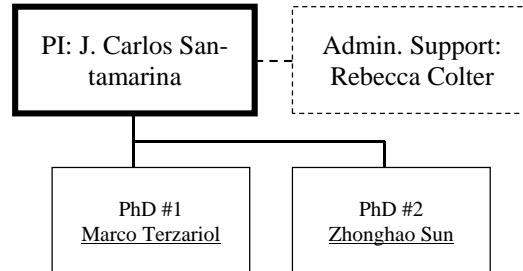 PI: J. Carlos San-
tamarina
Admin. Support:
Rebecca Colter
PhD #1
Marco Terzariol
PhD #2
Zhonghao Sun